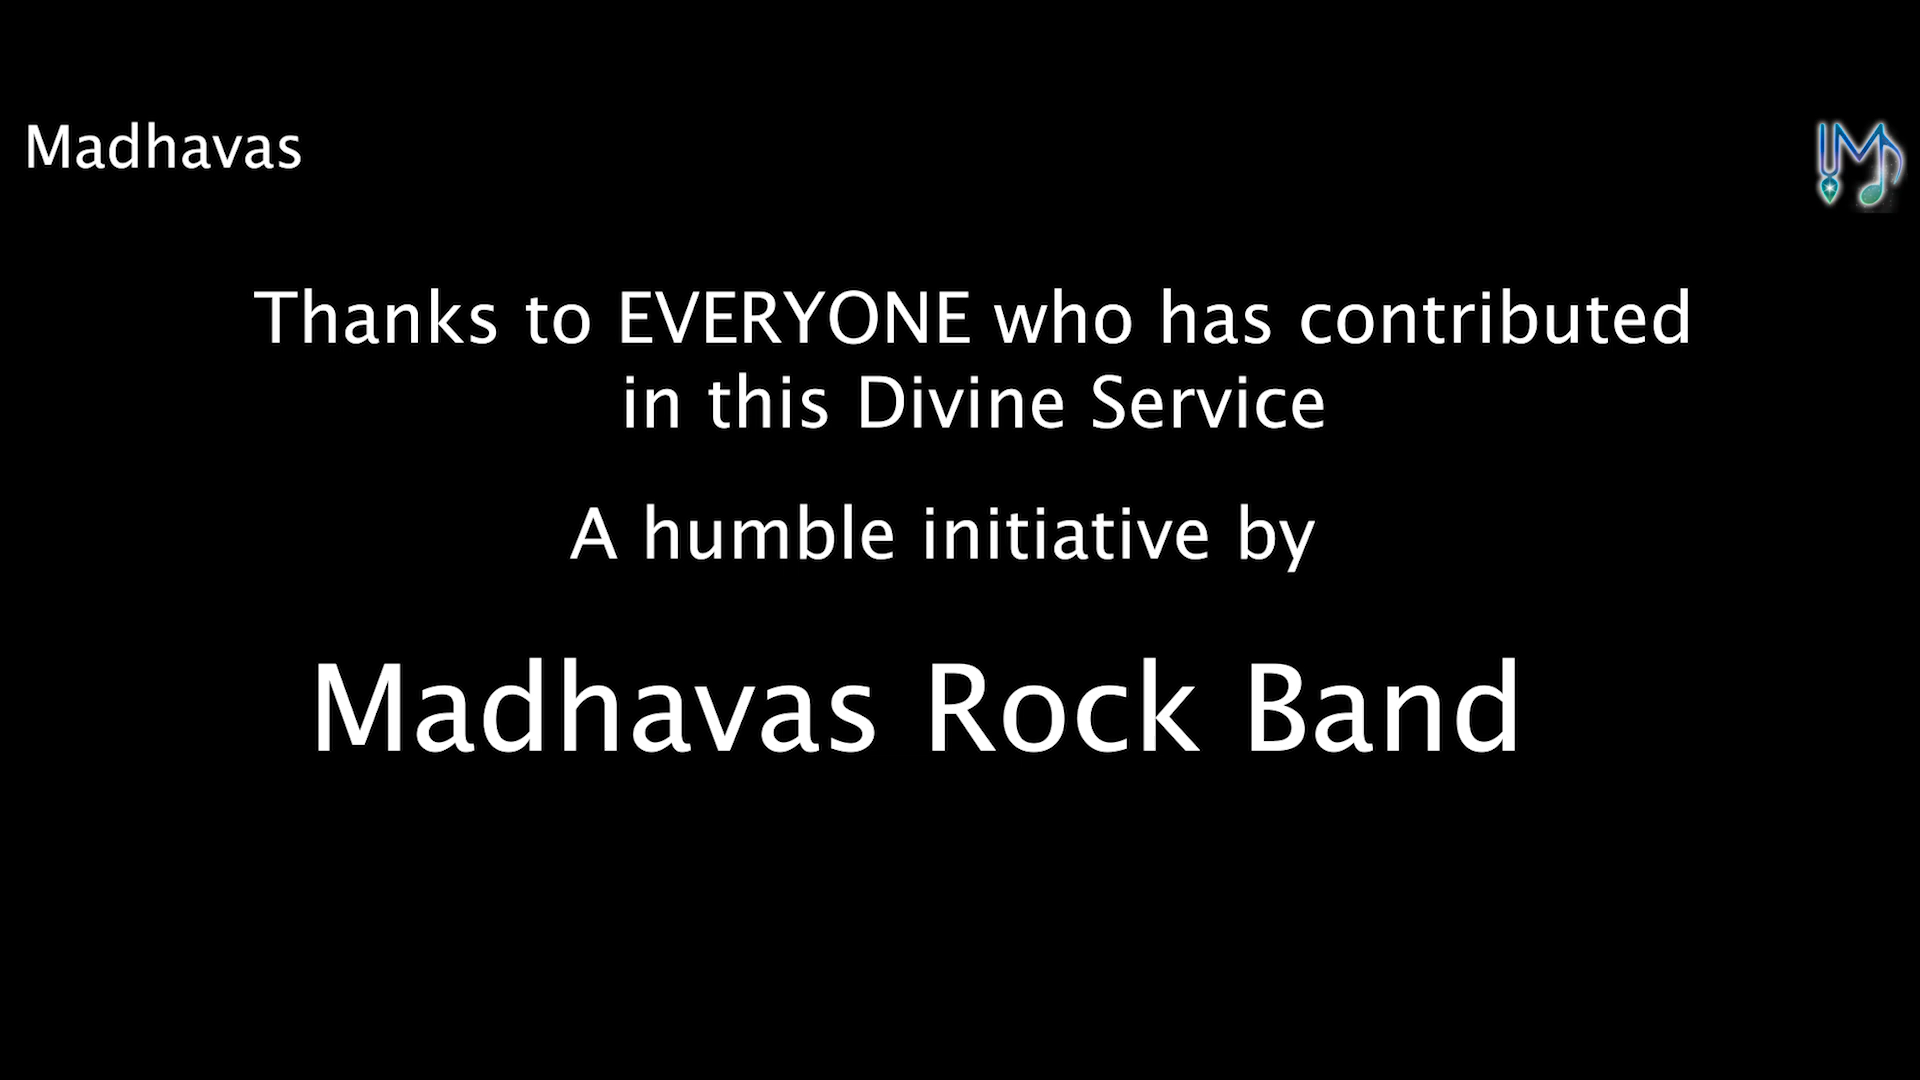 Madhavas
Thanks to EVERYONE who has contributed
in this Divine Service
A humble initiative by
Madhavas Rock Band